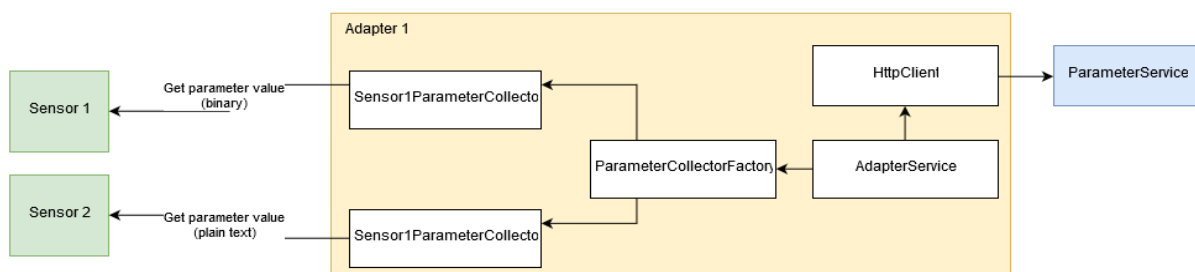 Adapter 1
HttpClient
ParameterService
Sensor 1
Get parameter value
(binary)
Sensor1ParameterCollecto
ParameterCollectorFactory
AdapterService
Sensor 2
Get parameter value
(plain text)
Sensor1ParameterCollecto